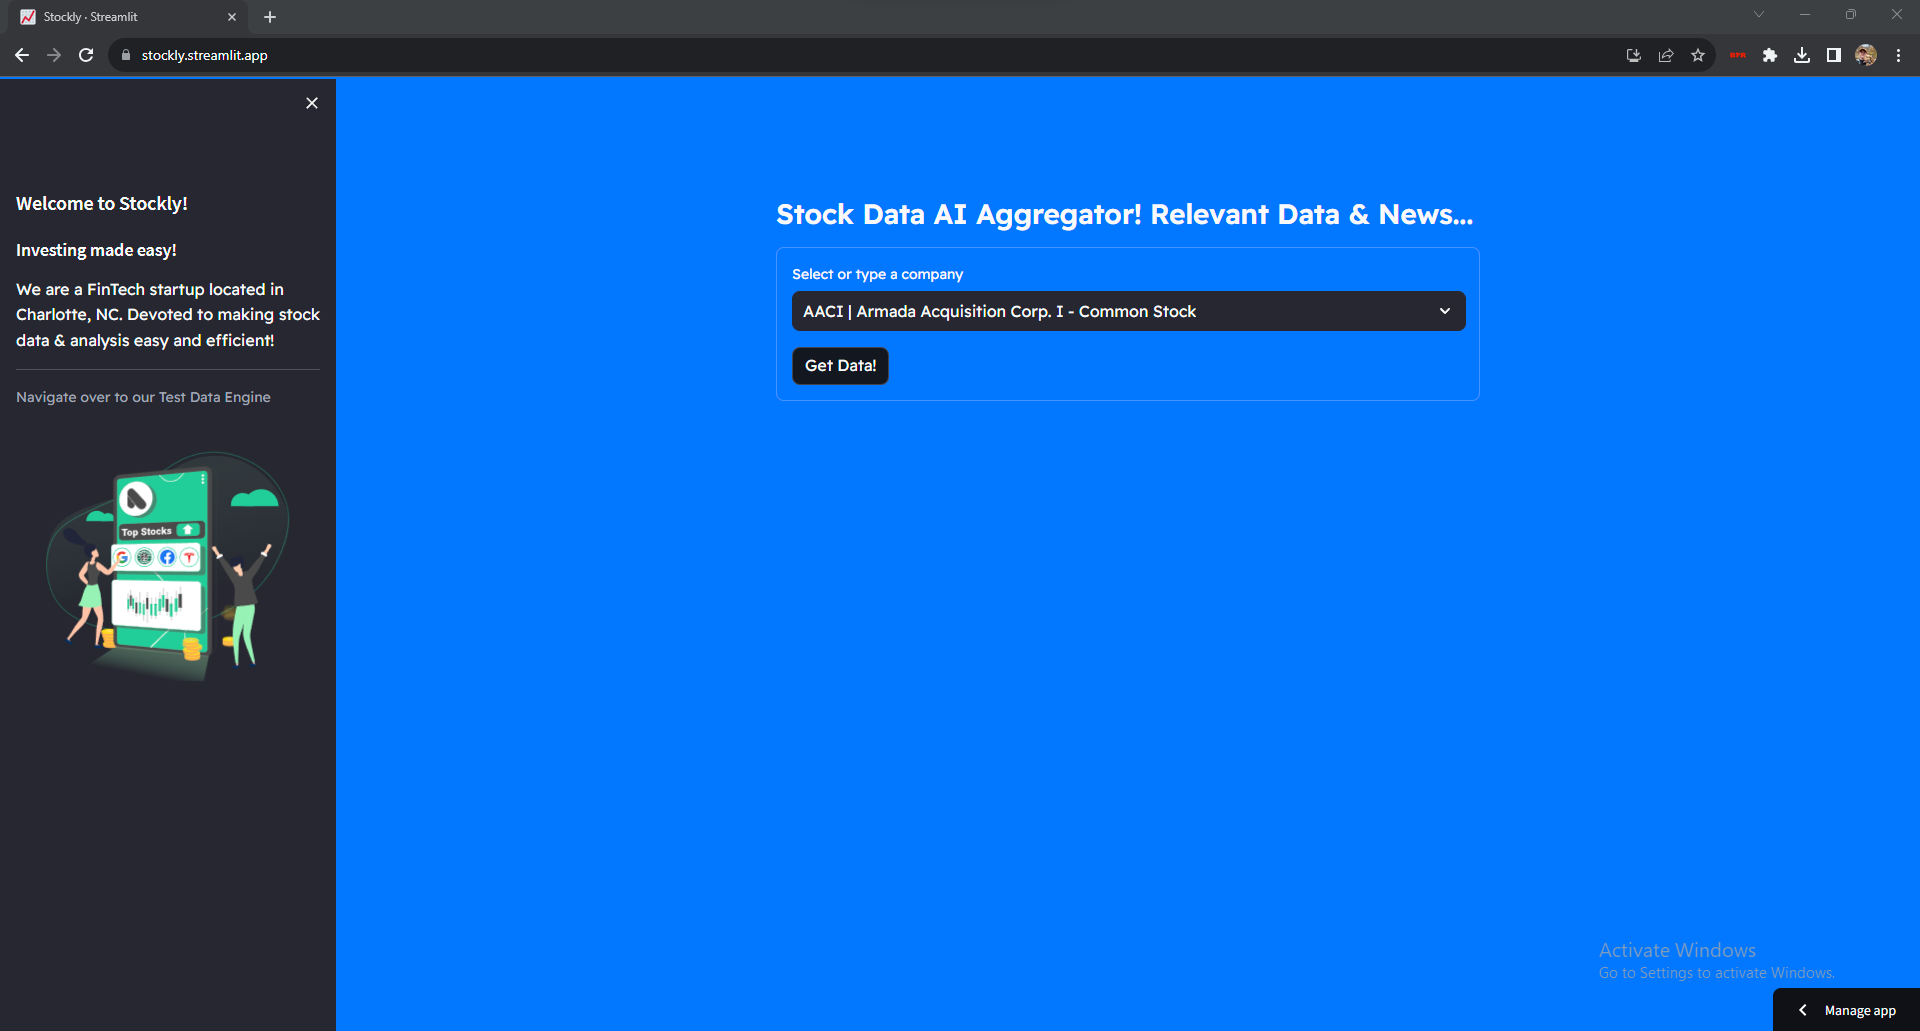 Stockly · Streamlit
stockly.streamlit.app
Welcome to Stockly!
Investing made easy!
We are a FinTech startup located in
Charlotte, NC. Devoted to making stock
data & analysis easy and efficient!
Navigate over to our Test Data Engine
Top Stocks
Stock Data AI Aggregator! Relevant Data & News...
Select or type a company
AACI | Armada Acquisition Corp. I - Common Stock
Get Data!
Activate Windows
Go to Settings to activate Windows.
Manage app